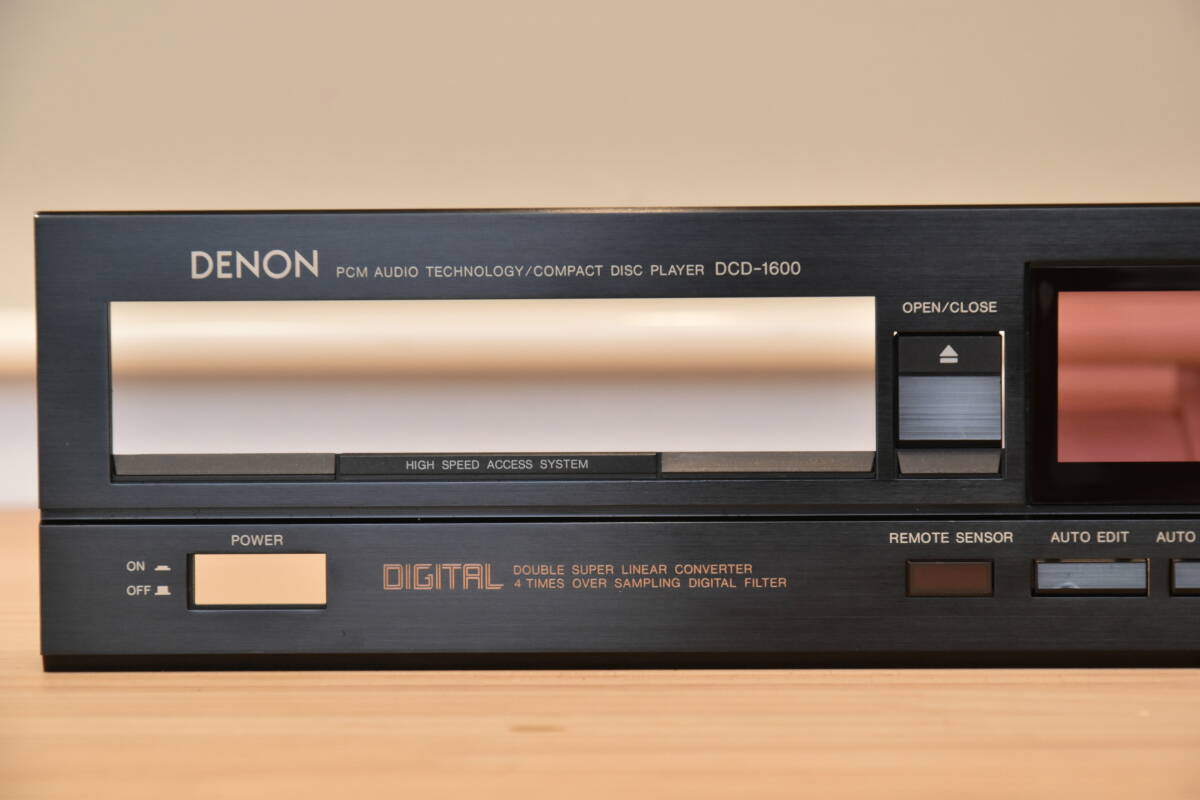 DENON PCM AUDIO TECHNOLOGY/COMPACT DISC PLAYER DCD-1600
OPEN/CLOSE
HIGH SPEED ACCESS SYSTEM
POWER
ON
OFF
DIGITAL
DOUBLE SUPER LINEAR CONVERTER
4 TIMES OVER SAMPLING DIGITAL FILTER
REMOTE SENSOR
AUTO EDIT
AUTO